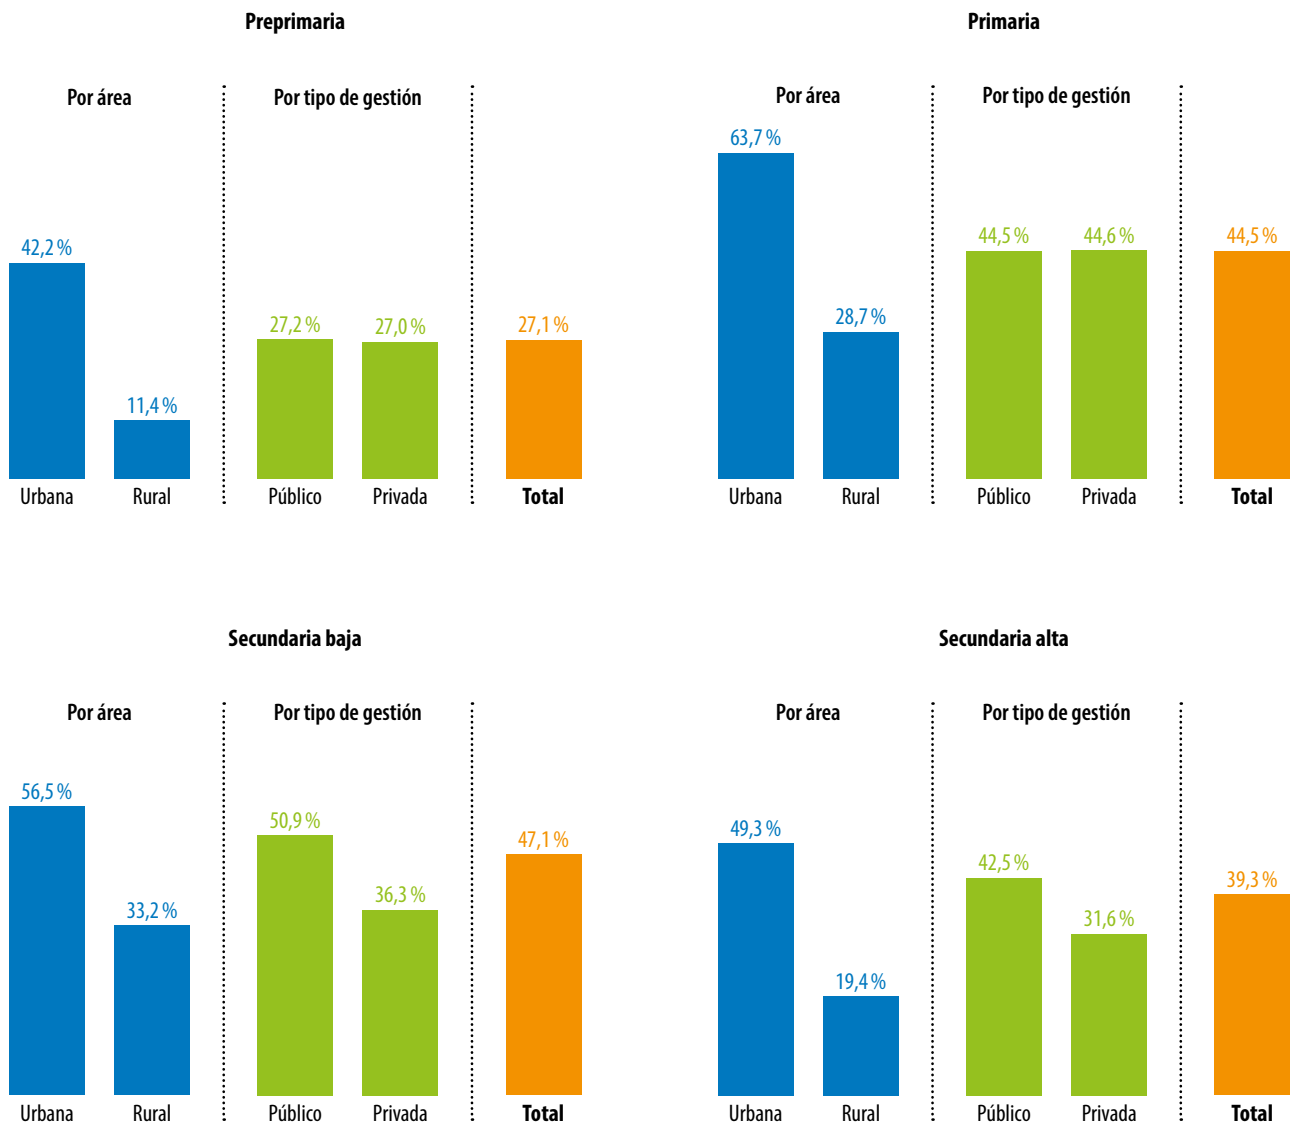 Preprimaria
Por área
Por tipo de gestión
42,2 %
11,4 %
27,2 %
27,0 %
27,1 %
Urbana
Rural
Público
Privada
Total
Primaria
Por área
Por tipo de gestión
63,7 %
28,7 %
44,5 %
44,6 %
44,5 %
Urbana
Rural
Público
Privada
Total
Secundaria baja
Por área
Por tipo de gestión
56,5 %
33,2 %
50,9 %
36,3 %
47,1 %
Urbana
Rural
Público
Privada
Total
Secundaria alta
Por área
Por tipo de gestión
49,3 %
19,4 %
42,5 %
31,6 %
39,3 %
Urbana
Rural
Público
Privada
Total